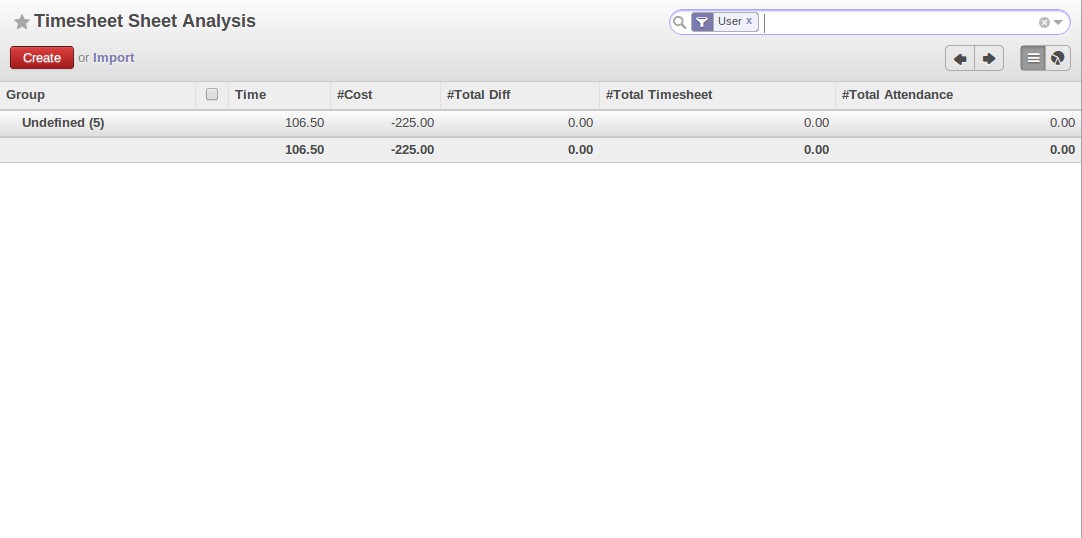 Timesheet Sheet Analysis
User x
Create or Import
Group Time #Cost #Total Diff #Total Timesheet #Total Attendance
Undefined (5) 106.50 -225.00 0.00 0.00 0.00
106.50 -225.00 0.00 0.00 0.00